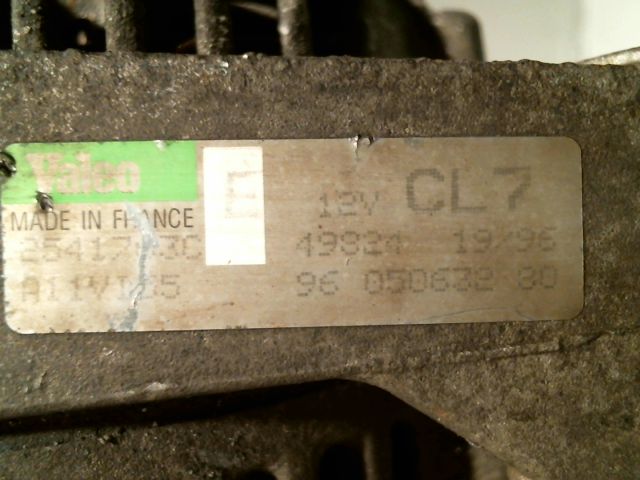 Valeo
E 12V CL7
MADE IN FRANCE
49924 19/96
96 050632 80